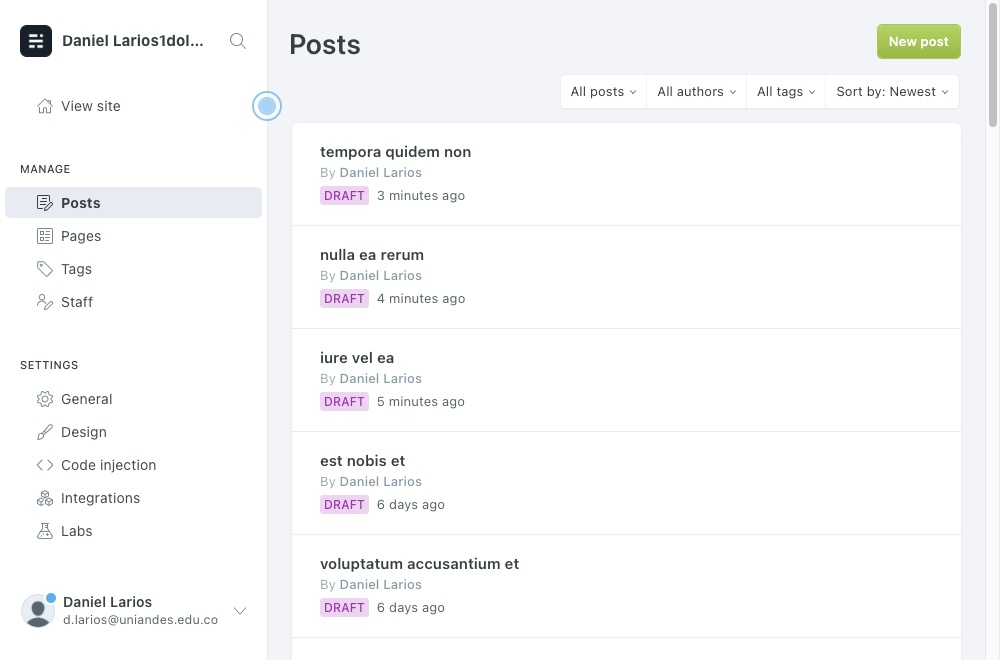 Daniel Larios1dol...
View site
MANAGE
Posts
Pages
Tags
Staff
SETTINGS
General
Design
Code injection
Integrations
Labs
Daniel Larios
d.larios@uniandes.edu.co
Posts
New post
All posts
All authors
All tags
Sort by: Newest
tempora quidem non
By Daniel Larios
DRAFT 3 minutes ago
nulla ea rerum
By Daniel Larios
DRAFT 4 minutes ago
iure vel ea
By Daniel Larios
DRAFT 5 minutes ago
est nobis et
By Daniel Larios
DRAFT 6 days ago
voluptatum accusantium et
By Daniel Larios
DRAFT 6 days ago